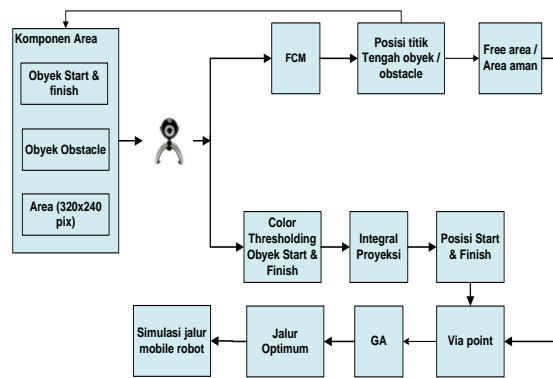 Komponen Area
Obyek Start &
finish
Obyek Obstacle
Area (320x240
pix)
FCM
Posisi titik
Tengah obyek /
obstacle
Free area /
Area aman
Color
Thresholding
Obyek Start &
Finish
Integral
Proyeksi
Posisi Start
& Finish
Simulasi jalur
mobile robot
Jalur
Optimum
GA
Via point